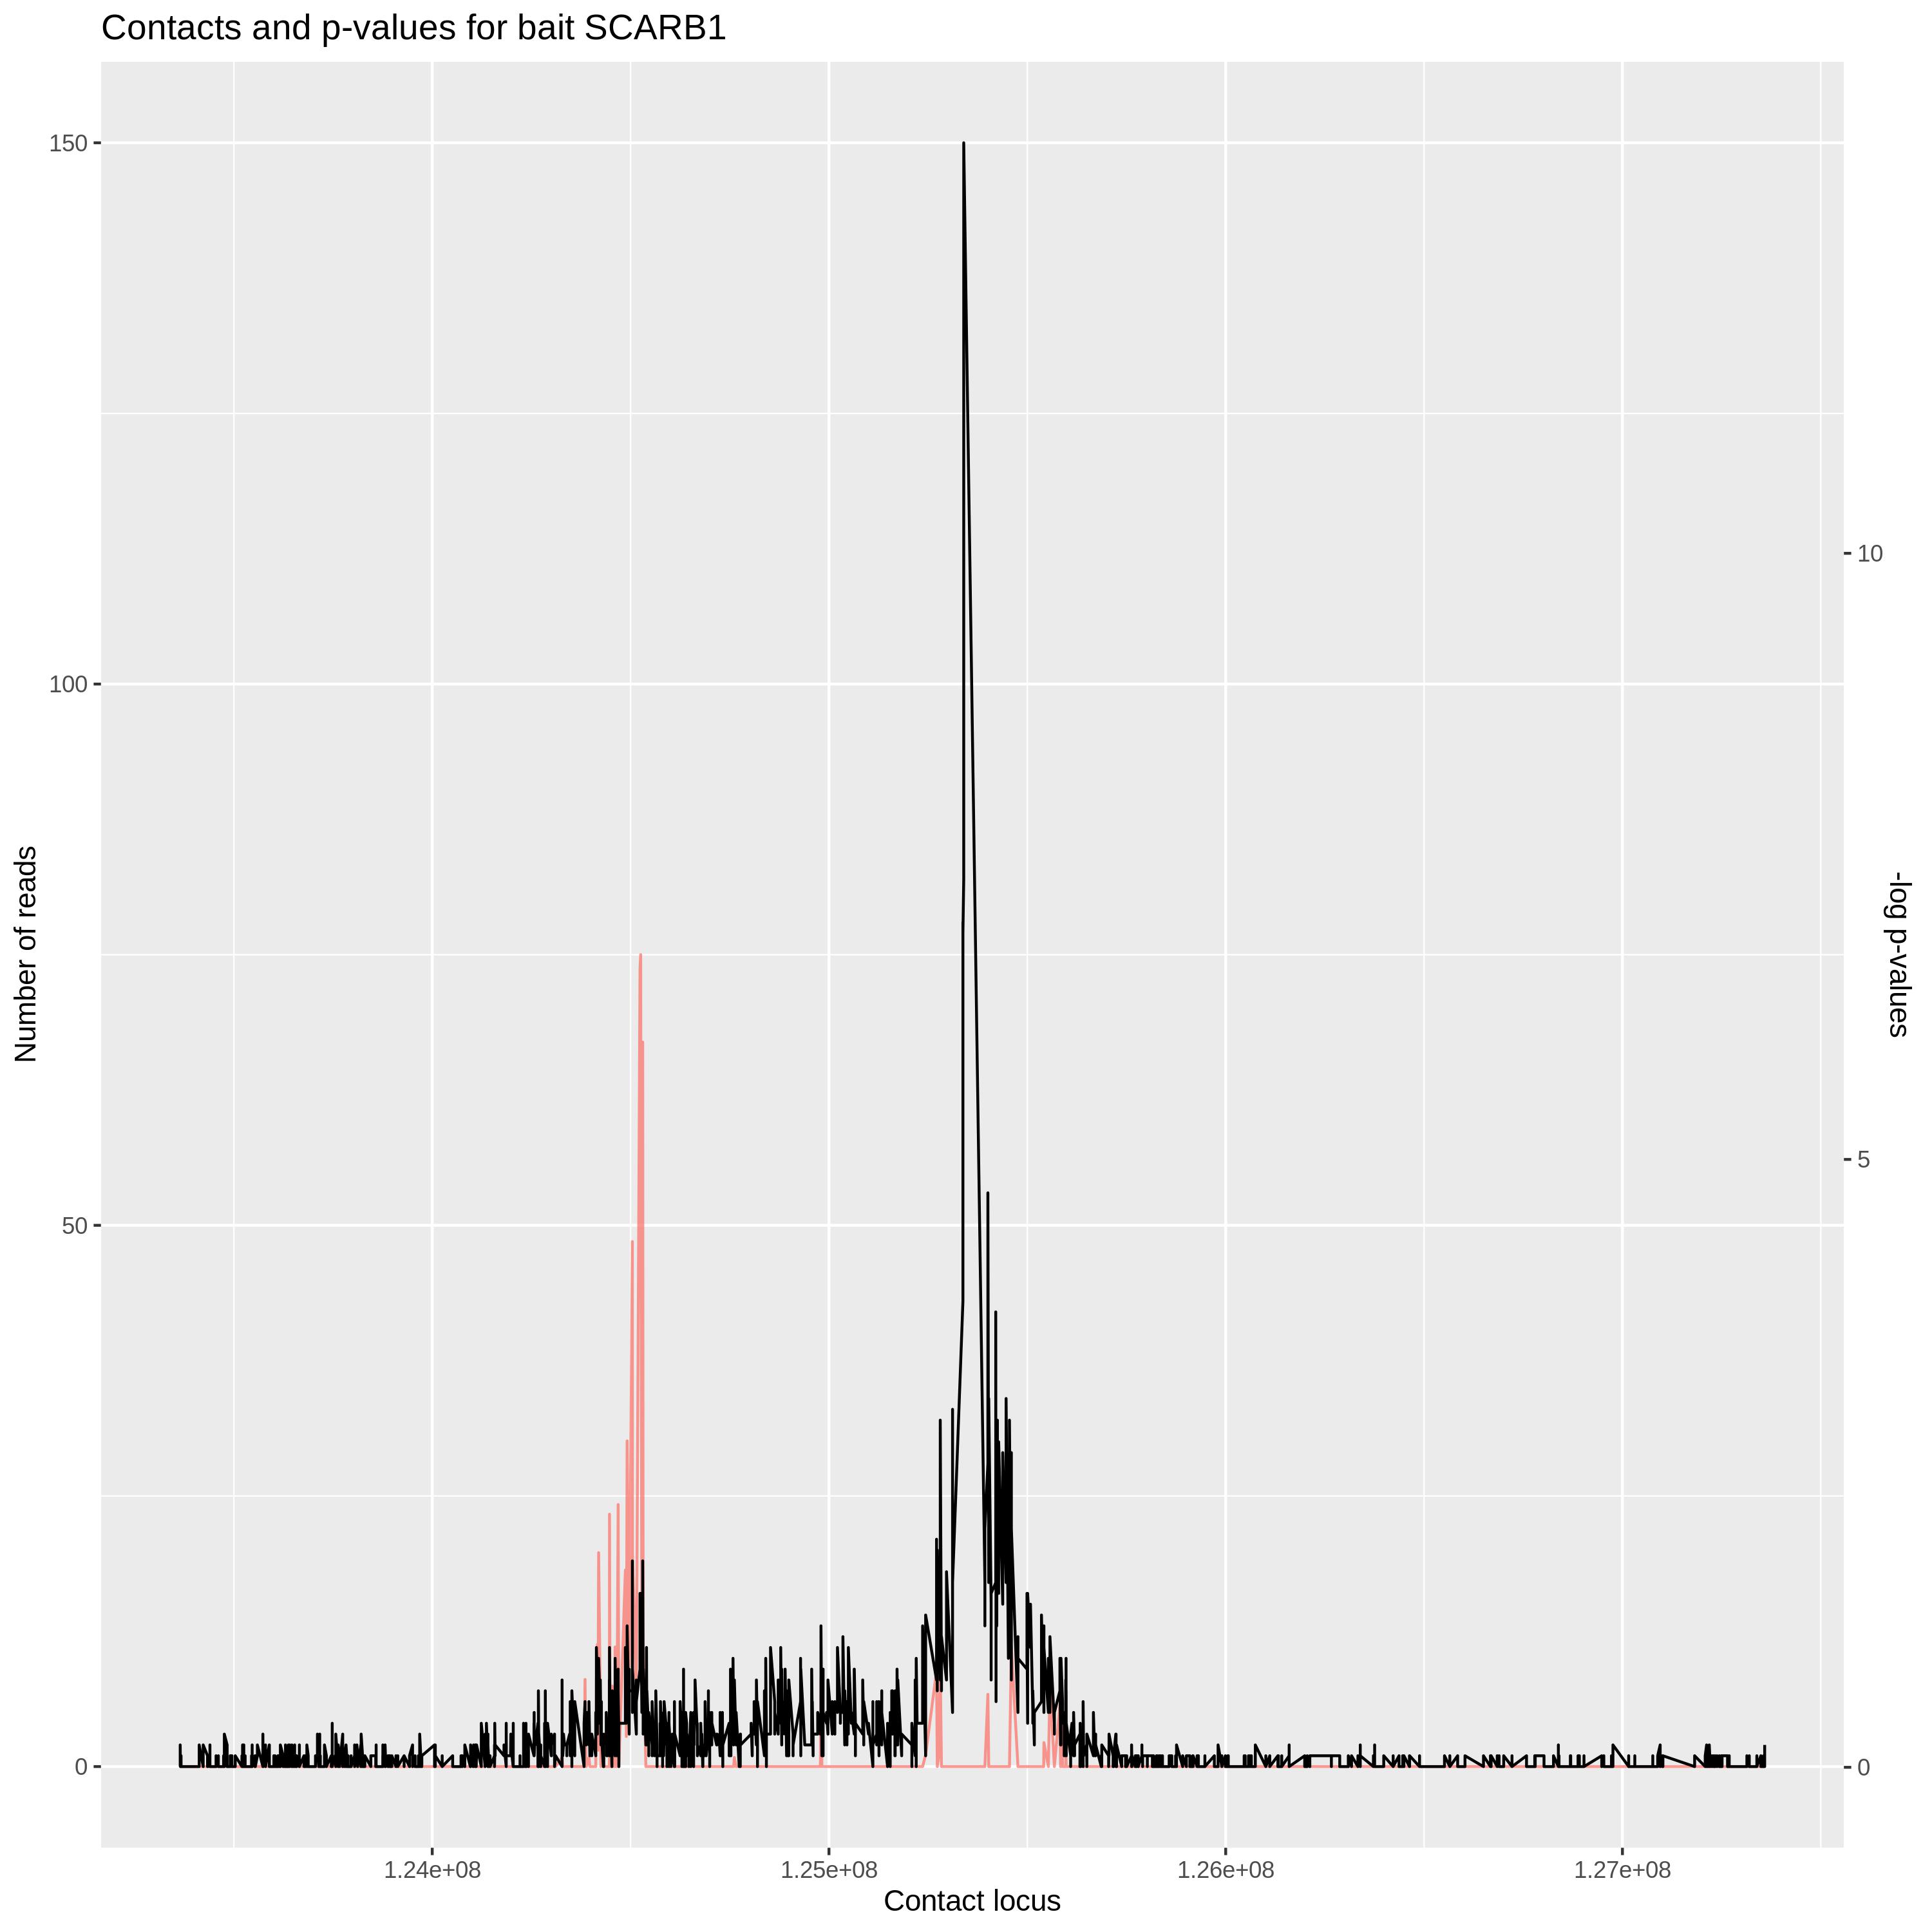 Contacts and p-values for bait SCARB1
150
100
50
0
10
5
0
Number of reads
-log p-values
1.24e+08
1.25e+08
1.26e+08
1.27e+08
Contact locus